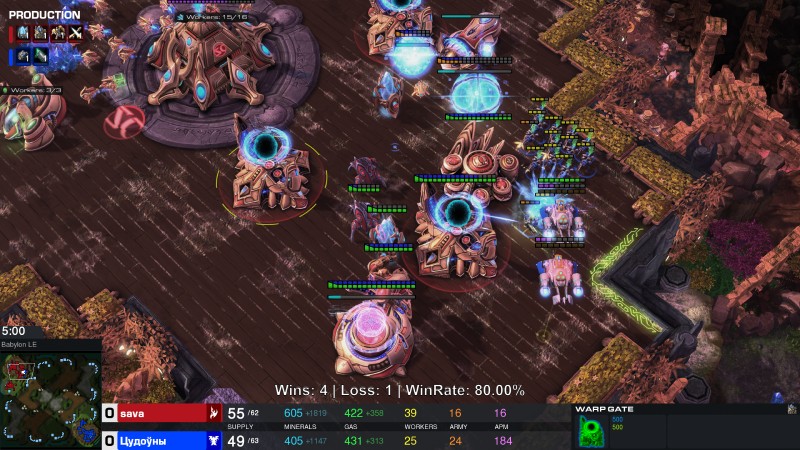 PRODUCTION
Workers: 15/16
Workers: 3/3
5:00
Babylon LE
Wins: 4 | Loss: 1 | WinRate: 80.00%
0 sava 55 /62 605 +1819 422 +358 39 16 16
SUPPLY MINERALS GAS WORKERS ARMY APM
0 Цудоўны 49 /63 405 +1147 431 +313 25 24 184
WARP GATE
500
500